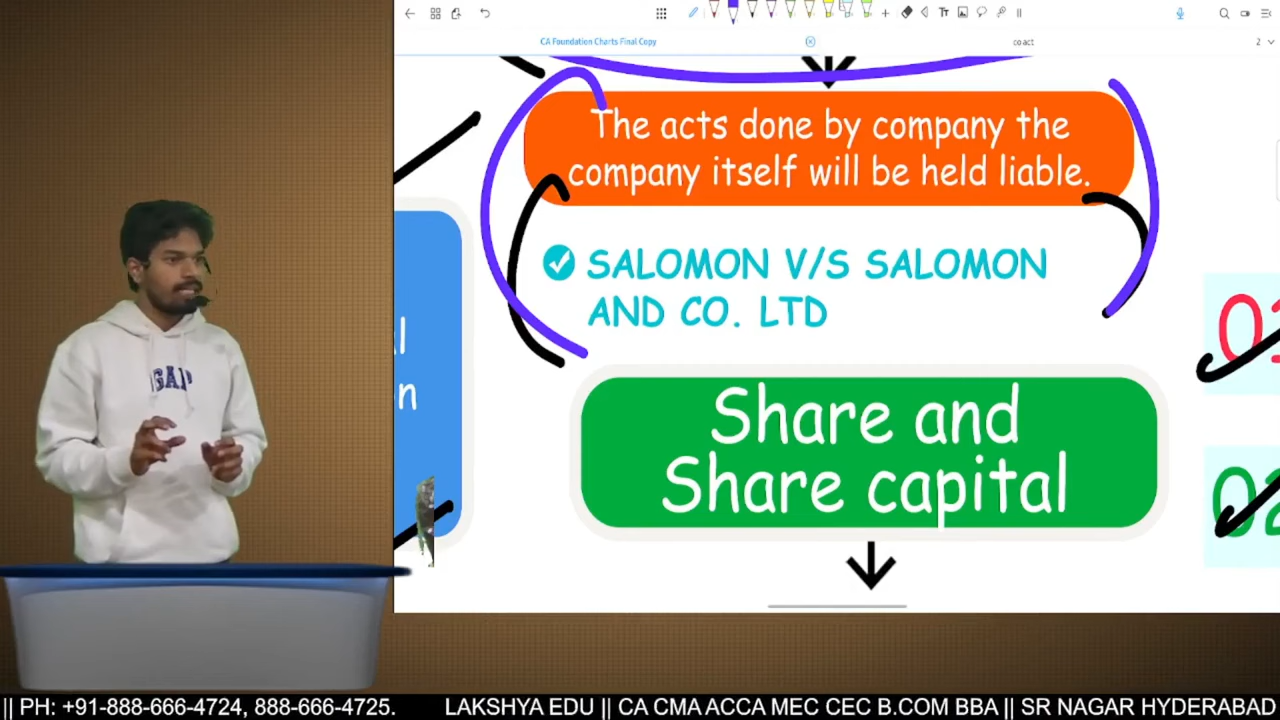 CA Foundation Charts Final Copy
co act
2
The acts done by company the
company itself will be held liable.
SALOMON V/S SALOMON
AND CO. LTD
Share and
Share capital
GAP
l
n
|| PH: +91-888-666-4724, 888-666-4725. LAKSHYA EDU || CA CMA ACCA MEC CEC B.COM BBA || SR NAGAR HYDERABAD